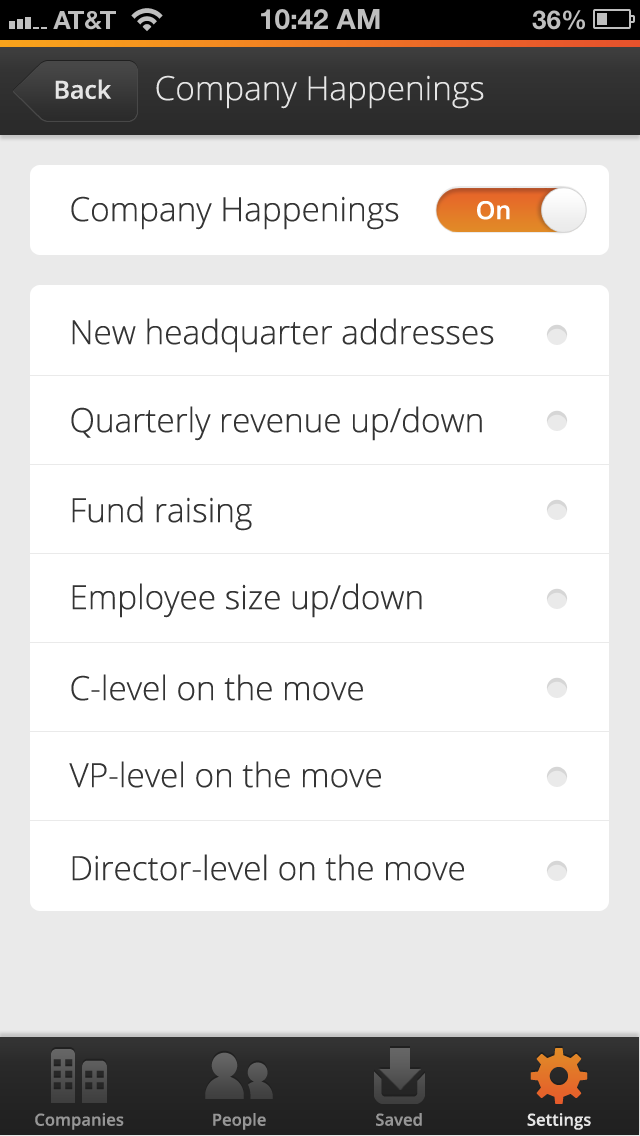 AT&T 10:42 AM 36%
Back Company Happenings
Company Happenings On
New headquarter addresses
Quarterly revenue up/down
Fund raising
Employee size up/down
C-level on the move
VP-level on the move
Director-level on the move
Companies People Saved Settings